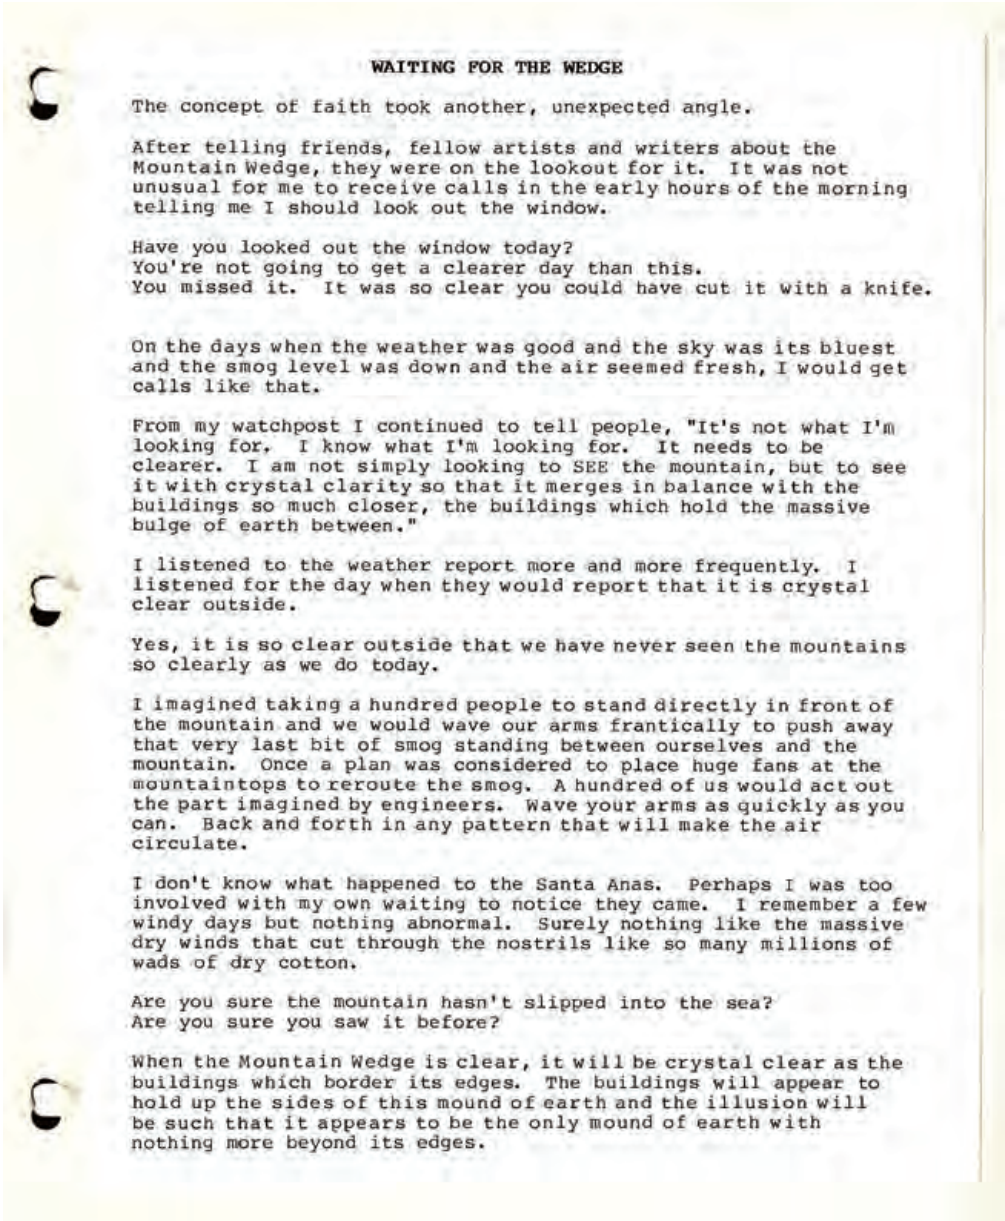 WAITING FOR THE WEDGE
The concept of faith took another, unexpected angle.
After telling friends, fellow artists and writers about the
Mountain Wedge, they were on the lookout for it.  It was not
unusual for me to receive calls in the early hours of the morning
telling me I should look out the window.
Have you looked out the window today?
You're not going to get a clearer day than this.
You missed it.  It was so clear you could have cut it with a knife.
On the days when the weather was good and the sky was its bluest
and the smog level was down and the air seemed fresh, I would get
calls like that.
From my watchpost I continued to tell people, "It's not what I'm
looking for.  I know what I'm looking for.  It needs to be
clearer.  I am not simply looking to SEE the mountain, but to see
it with crystal clarity so that it merges in balance with the
buildings so much closer, the buildings which hold the massive
bulge of earth between."
I listened to the weather report more and more frequently.  I
listened for the day when they would report that it is crystal
clear outside.
Yes, it is so clear outside that we have never seen the mountains
so clearly as we do today.
I imagined taking a hundred people to stand directly in front of
the mountain and we would wave our arms frantically to push away
that very last bit of smog standing between ourselves and the
mountain.  Once a plan was considered to place huge fans at the
mountaintops to reroute the smog.  A hundred of us would act out
the part imagined by engineers.  Wave your arms as quickly as you
can.  Back and forth in any pattern that will make the air
circulate.
I don't know what happened to the Santa Anas.  Perhaps I was too
involved with my own waiting to notice they came.  I remember a few
windy days but nothing abnormal.  Surely nothing like the massive
dry winds that cut through the nostrils like so many millions of
wads of dry cotton.
Are you sure the mountain hasn't slipped into the sea?
Are you sure you saw it before?
When the Mountain Wedge is clear, it will be crystal clear as the
buildings which border its edges.  The buildings will appear to
hold up the sides of this mound of earth and the illusion will
be such that it appears to be the only mound of earth with
nothing more beyond its edges.